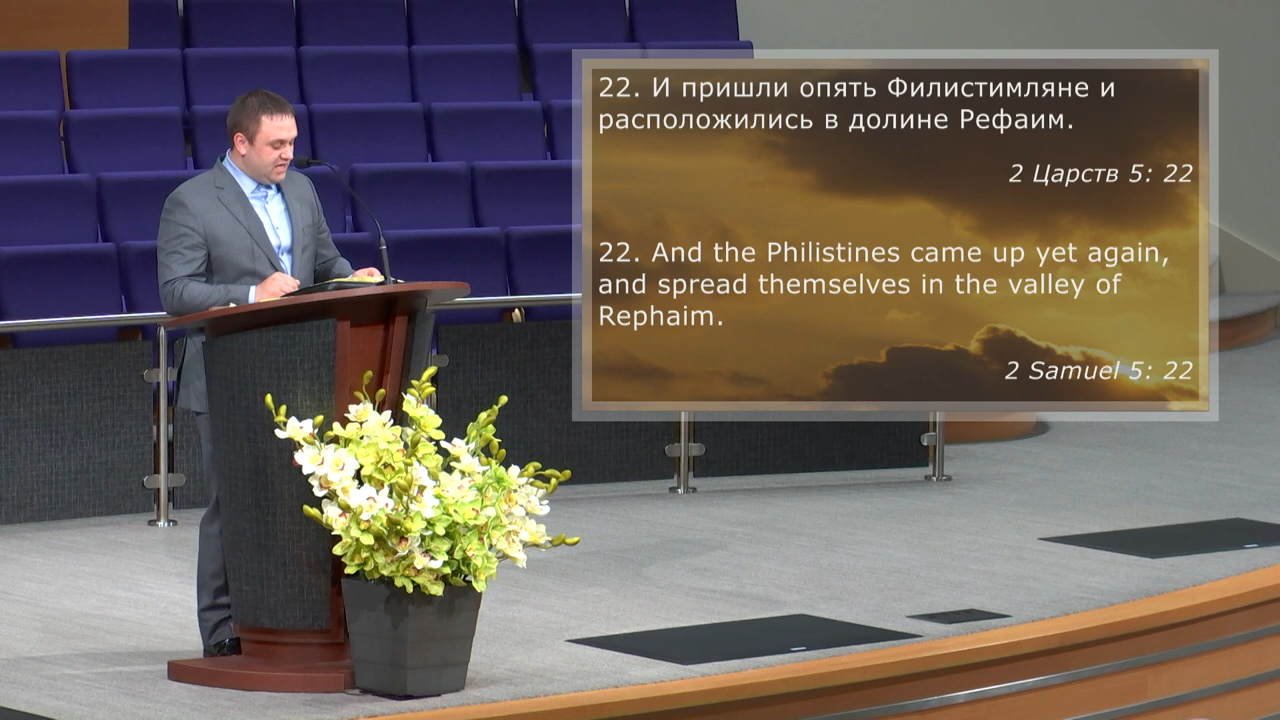 22. И пришли опять Филистимляне и
расположились в долине Рефаим.
2 Царств 5: 22
22. And the Philistines came up yet again,
and spread themselves in the valley of
Rephaim.
2 Samuel 5: 22